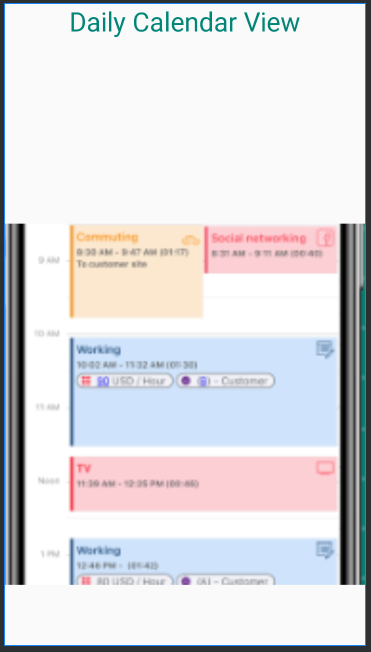 Daily Calendar View
Commuting
8:30 AM - 9:47 AM (01:17)
To customer site
Social networking
8:31 AM - 9:11 AM (00:40)
9 AM
10 AM
Working
10:02 AM - 11:32 AM (01:30)
USD / Hour
- Customer
11 AM
TV
11:39 AM - 12:25 PM (00:46)
Noon
Working
12:46 PM - (01:42)
1 PM
80 USD / Hour
(A) - Customer